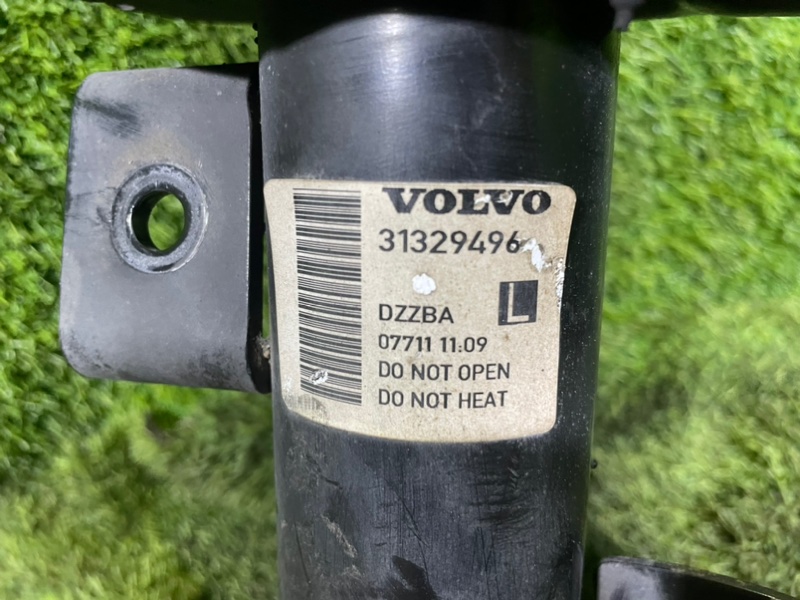 VOLVO
31329496
DZZBA
L
07711 11:09
DO NOT OPEN
DO NOT HEAT